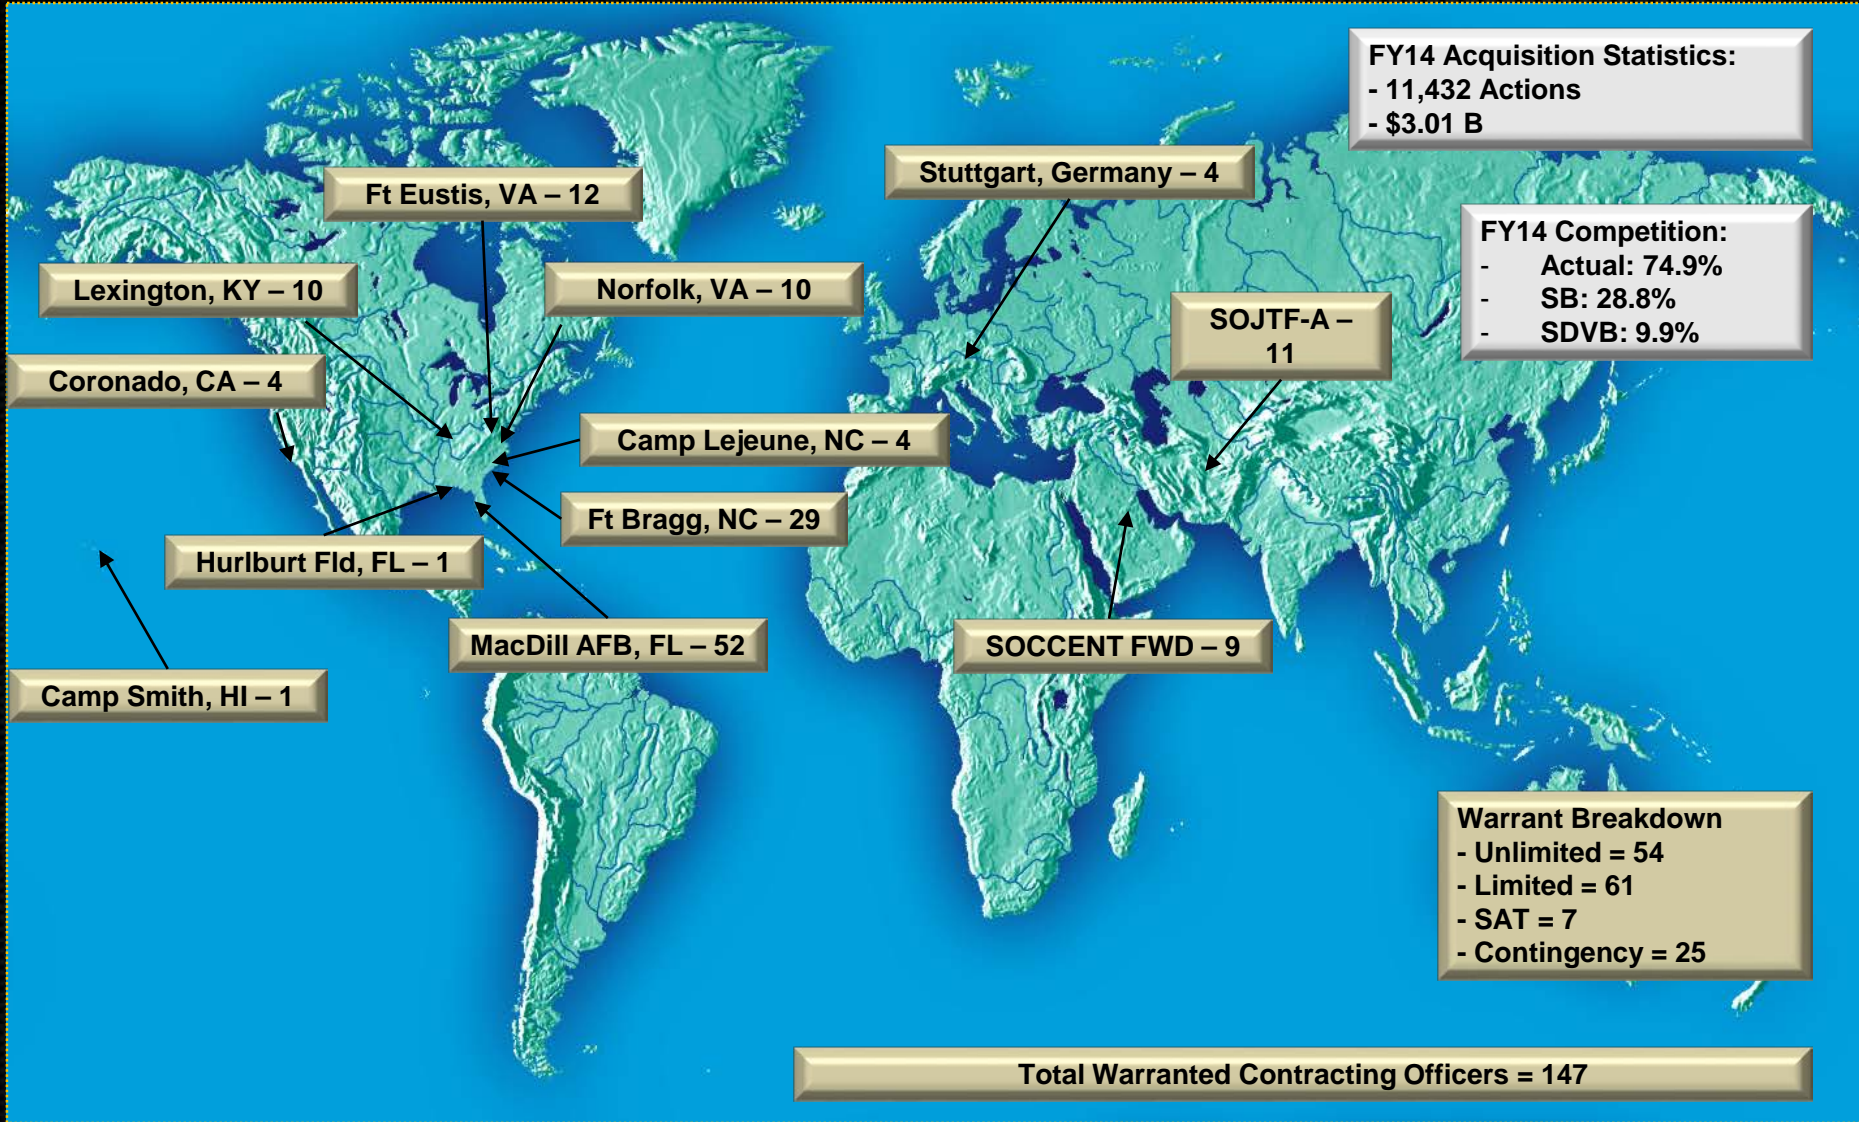 FY14 Acquisition Statistics:
- 11,432 Actions
- $3.01 B
Ft Eustis, VA – 12
Stuttgart, Germany – 4
FY14 Competition:
- Actual: 74.9%
- SB: 28.8%
- SDVB: 9.9%
Lexington, KY – 10
Norfolk, VA – 10
SOJTF-A –
11
Coronado, CA – 4
Camp Lejeune, NC – 4
Ft Bragg, NC – 29
Hurlburt Fld, FL – 1
MacDill AFB, FL – 52
SOCCENT FWD – 9
Camp Smith, HI – 1
Warrant Breakdown
- Unlimited = 54
- Limited = 61
- SAT = 7
- Contingency = 25
Total Warranted Contracting Officers = 147